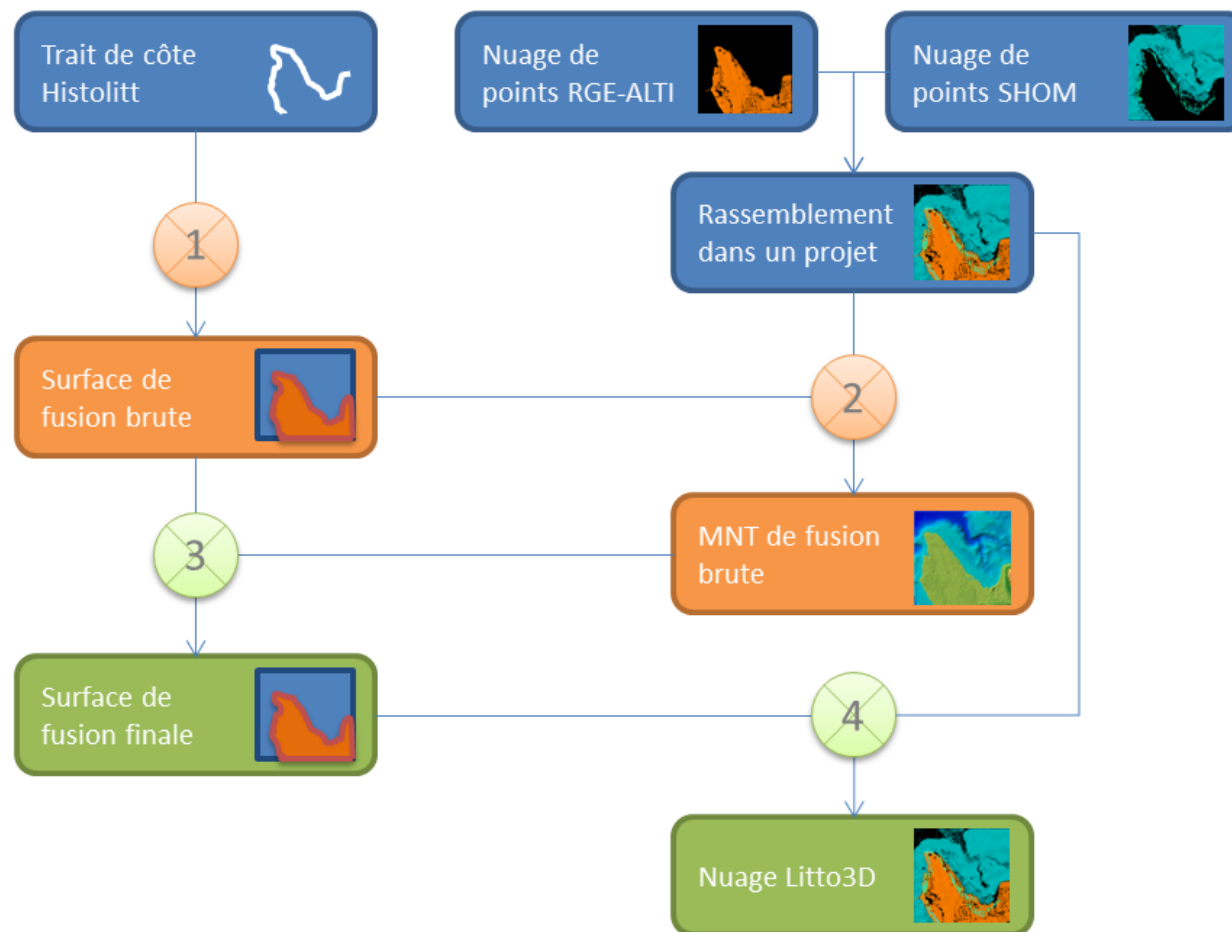 Trait de côte
Histolitt
Nuage de
points RGE-ALTI
Nuage de
points SHOM
Rassemblement
dans un projet
1
Surface de
fusion brute
2
MNT de fusion
brute
3
Surface de
fusion finale
4
Nuage Litto3D